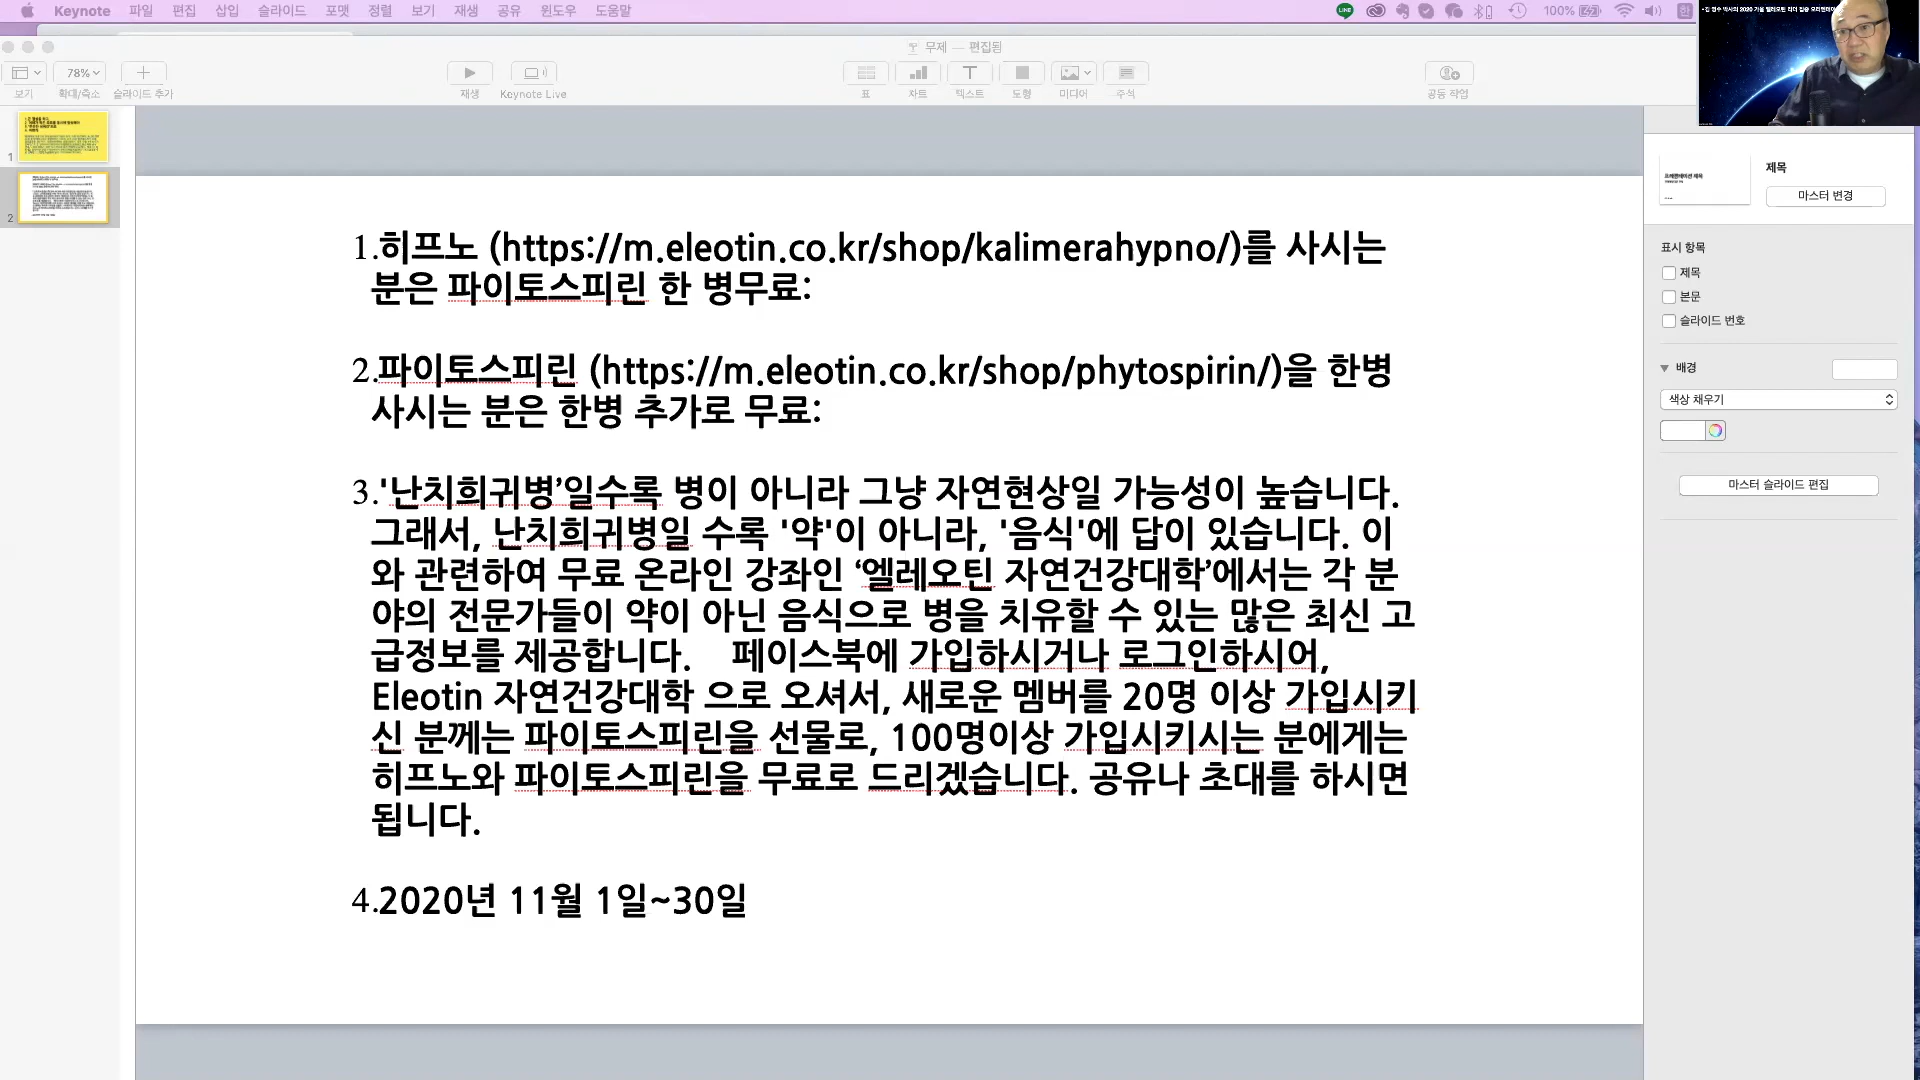 Keynote 파일 편집 삽입 슬라이드 포맷 정렬 보기 재생 공유 윈도우 도움말 100%
무제 — 편집됨
78%
보기 확대/축소 슬라이드 추가 재생 Keynote Live 표 차트 텍스트 도형 미디어 주석 공동 작업
1
2
1.히프노 (https://m.eleotin.co.kr/shop/kalimerahypno/)를 사시는
분은 파이토스피린 한 병무료:
2.파이토스피린 (https://m.eleotin.co.kr/shop/phytospirin/)을 한병
사시는 분은 한병 추가로 무료:
3.'난치희귀병’일수록 병이 아니라 그냥 자연현상일 가능성이 높습니다.
그래서, 난치희귀병일 수록 '약'이 아니라, '음식'에 답이 있습니다. 이
와 관련하여 무료 온라인 강좌인 ‘엘레오틴 자연건강대학’에서는 각 분
야의 전문가들이 약이 아닌 음식으로 병을 치유할 수 있는 많은 최신 고
급정보를 제공합니다. 페이스북에 가입하시거나 로그인하시어,
Eleotin 자연건강대학 으로 오셔서, 새로운 멤버를 20명 이상 가입시키
신 분께는 파이토스피린을 선물로, 100명이상 가입시키시는 분에게는
히프노와 파이토스피린을 무료로 드리겠습니다. 공유나 초대를 하시면
됩니다.
4.2020년 11월 1일~30일
프레젠테이션 제목
제목
마스터 변경
표시 항목
제목
본문
슬라이드 번호
배경
색상 채우기
마스터 슬라이드 편집